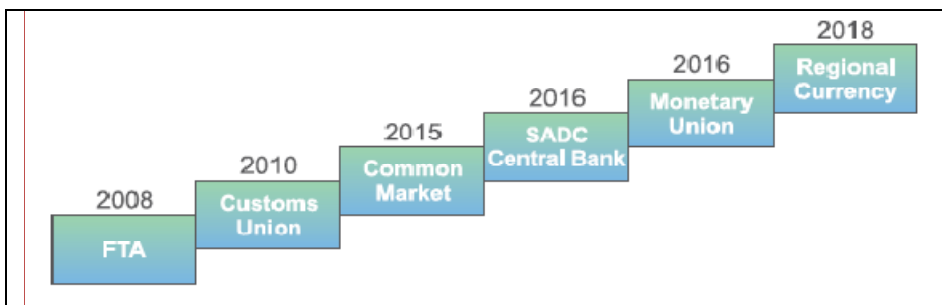 2008
FTA
2010
Customs
Union
2015
Common
Market
2016
SADC
Central Bank
2016
Monetary
Union
2018
Regional
Currency